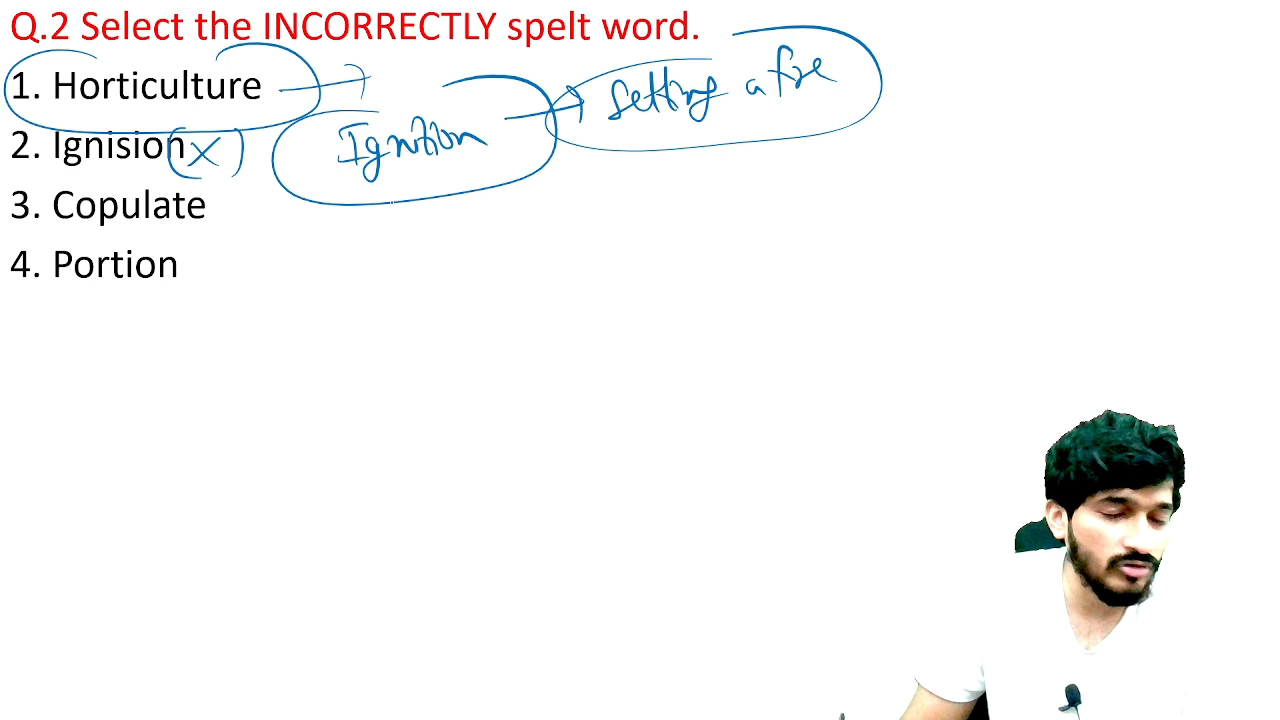 Q.2 Select the INCORRECTLY spelt word.
1. Horticulture
setting a fire
2. Ignision (X) Ignition
3. Copulate
4. Portion